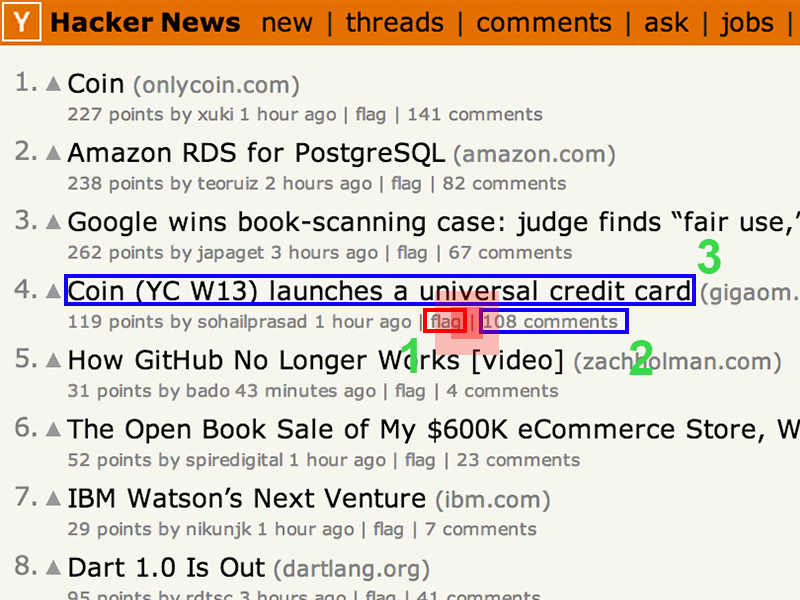 Y Hacker News new | threads | comments | ask | jobs |
1. Coin (onlycoin.com)
227 points by xuki 1 hour ago | flag | 141 comments
2. Amazon RDS for PostgreSQL (amazon.com)
238 points by teoruiz 2 hours ago | flag | 82 comments
3. Google wins book-scanning case: judge finds “fair use,”
262 points by japaget 3 hours ago | flag | 67 comments
3
4. Coin (YC W13) launches a universal credit card (gigaom.
119 points by sohailprasad 1 hour ago | flag | 108 comments
1 2
5. How GitHub No Longer Works [video] (zachholman.com)
31 points by bado 43 minutes ago | flag | 4 comments
6. The Open Book Sale of My $600K eCommerce Store, W
52 points by spiredigital 1 hour ago | flag | 23 comments
7. IBM Watson’s Next Venture (ibm.com)
29 points by nikunjk 1 hour ago | flag | 7 comments
8. Dart 1.0 Is Out (dartlang.org)
95 points by rdtsc 3 hours ago | flag | 41 comments